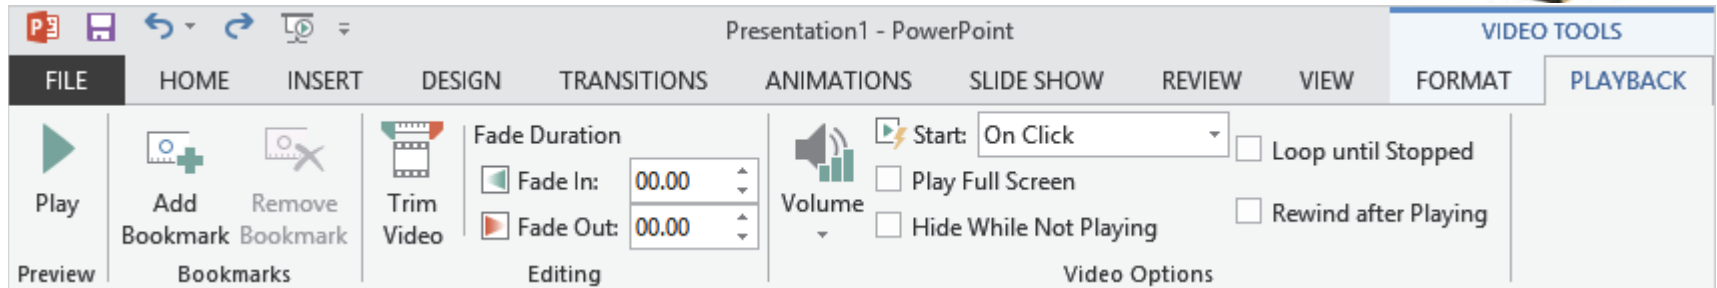 Presentation1 - PowerPoint
VIDEO TOOLS
FILE HOME INSERT DESIGN TRANSITIONS ANIMATIONS SLIDE SHOW REVIEW VIEW FORMAT PLAYBACK
Play
Preview
Add
Bookmark
Remove
Bookmark
Bookmarks
Trim
Video
Fade Duration
Fade In: 00.00
Fade Out: 00.00
Editing
Volume
Start: On Click
Play Full Screen
Hide While Not Playing
Loop until Stopped
Rewind after Playing
Video Options